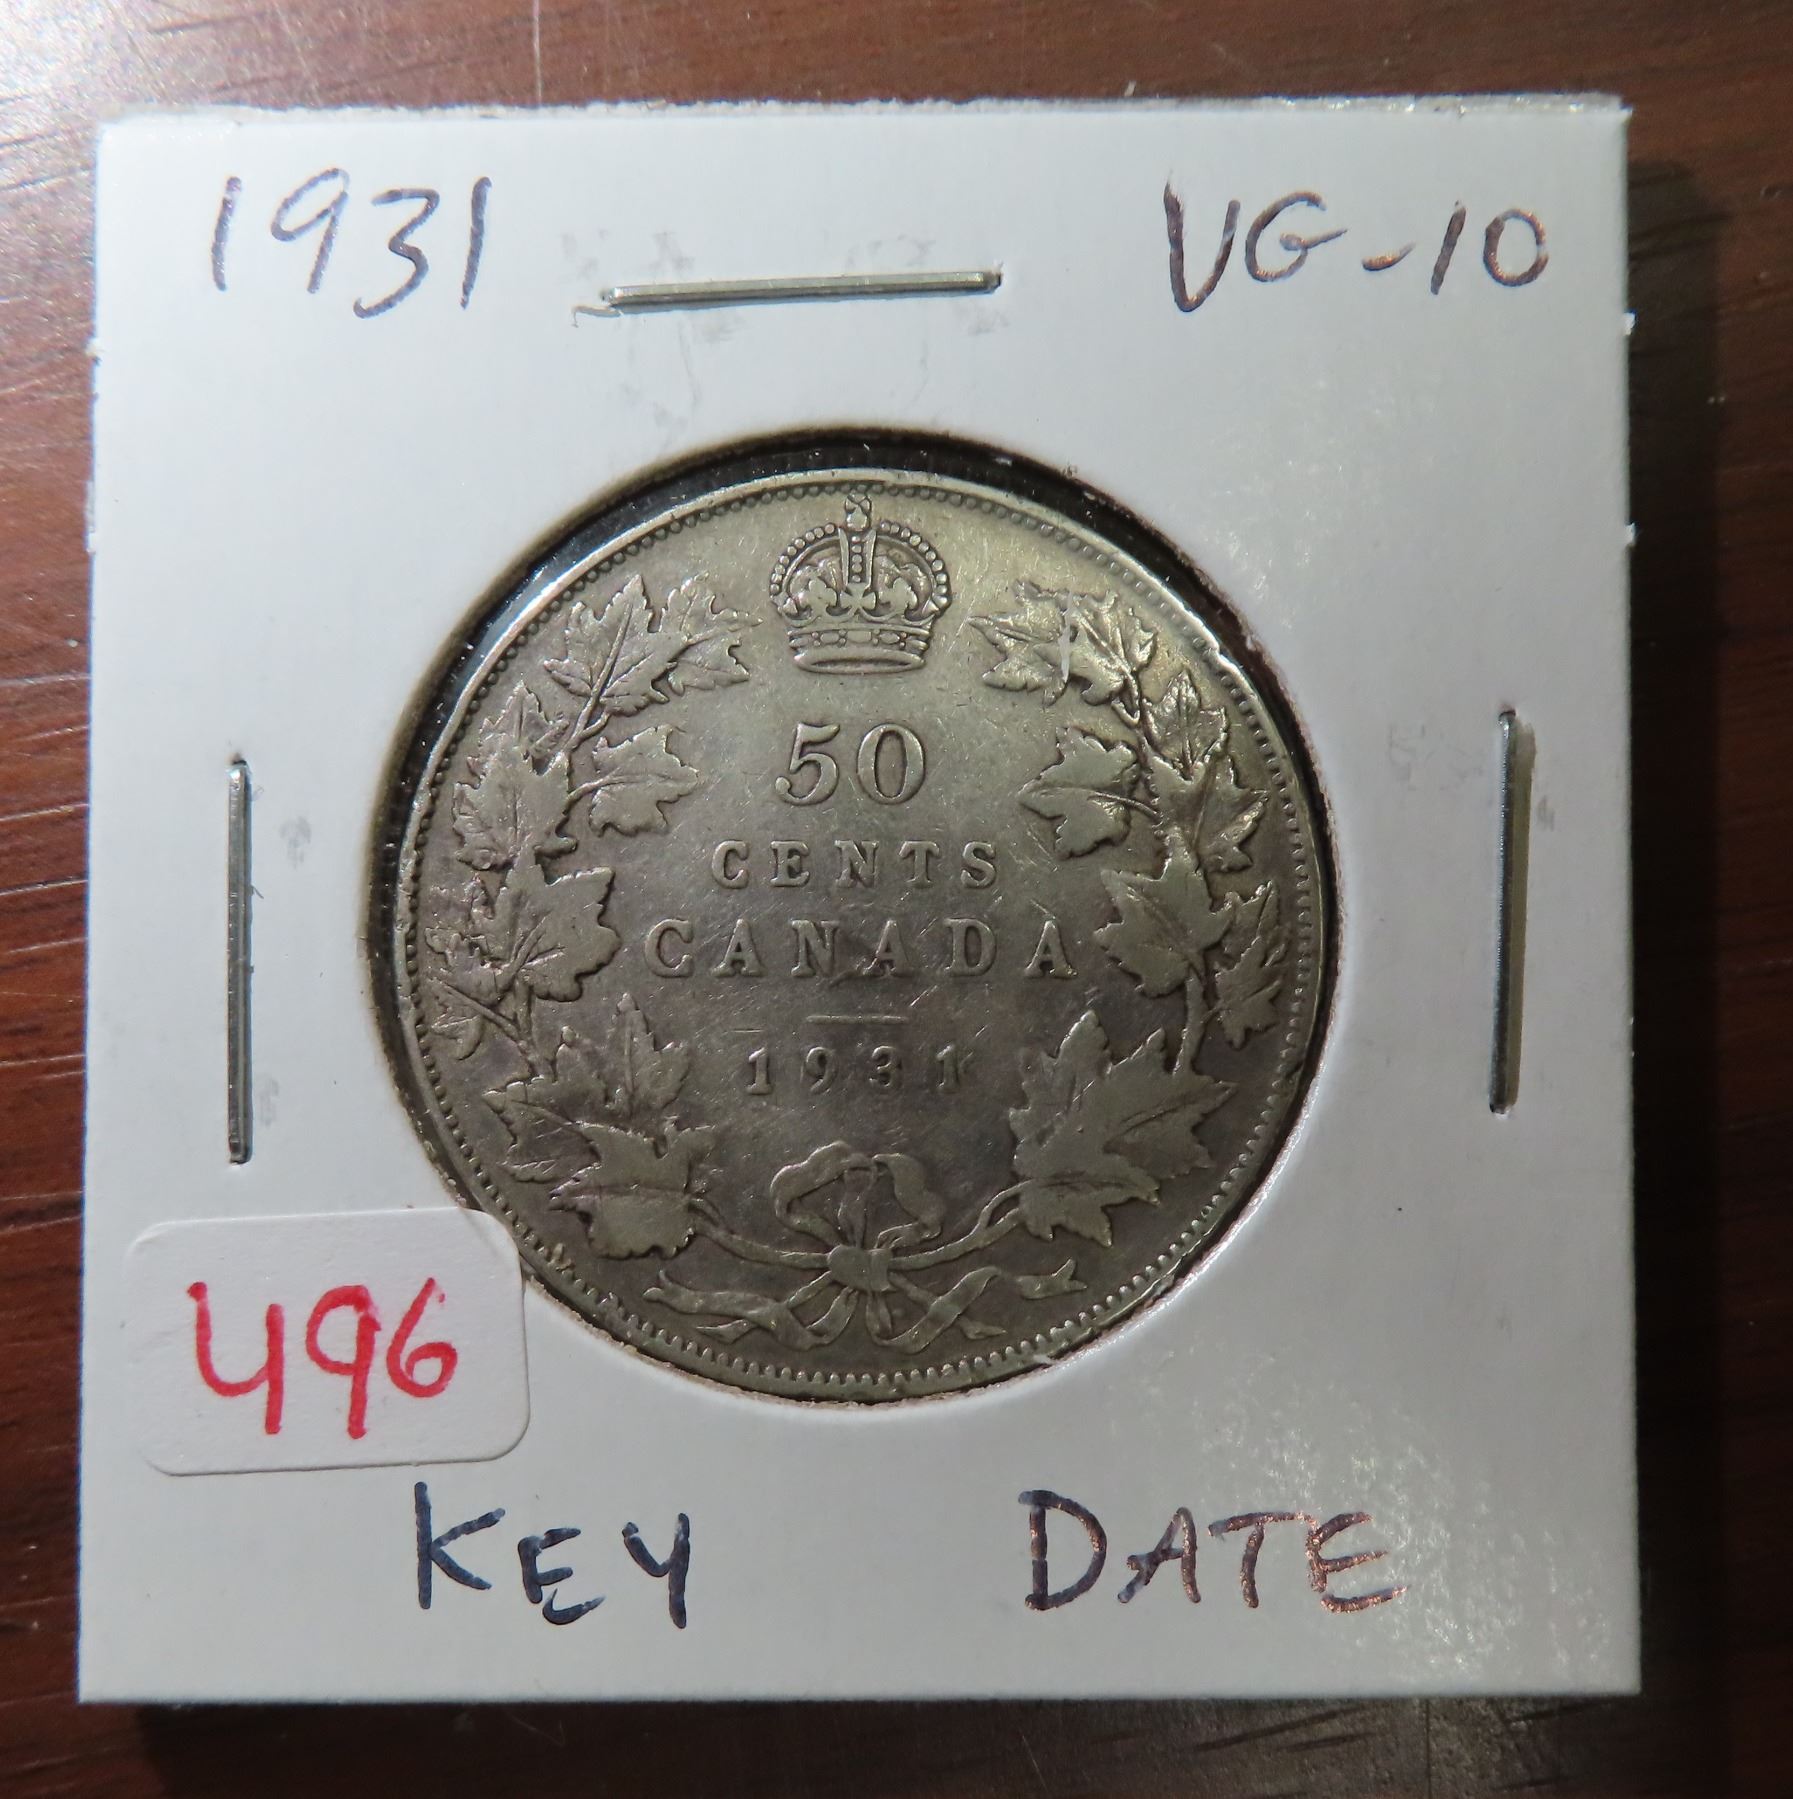 1931 VG-10
50
CENTS
CANADA
1931
496
KEY DATE